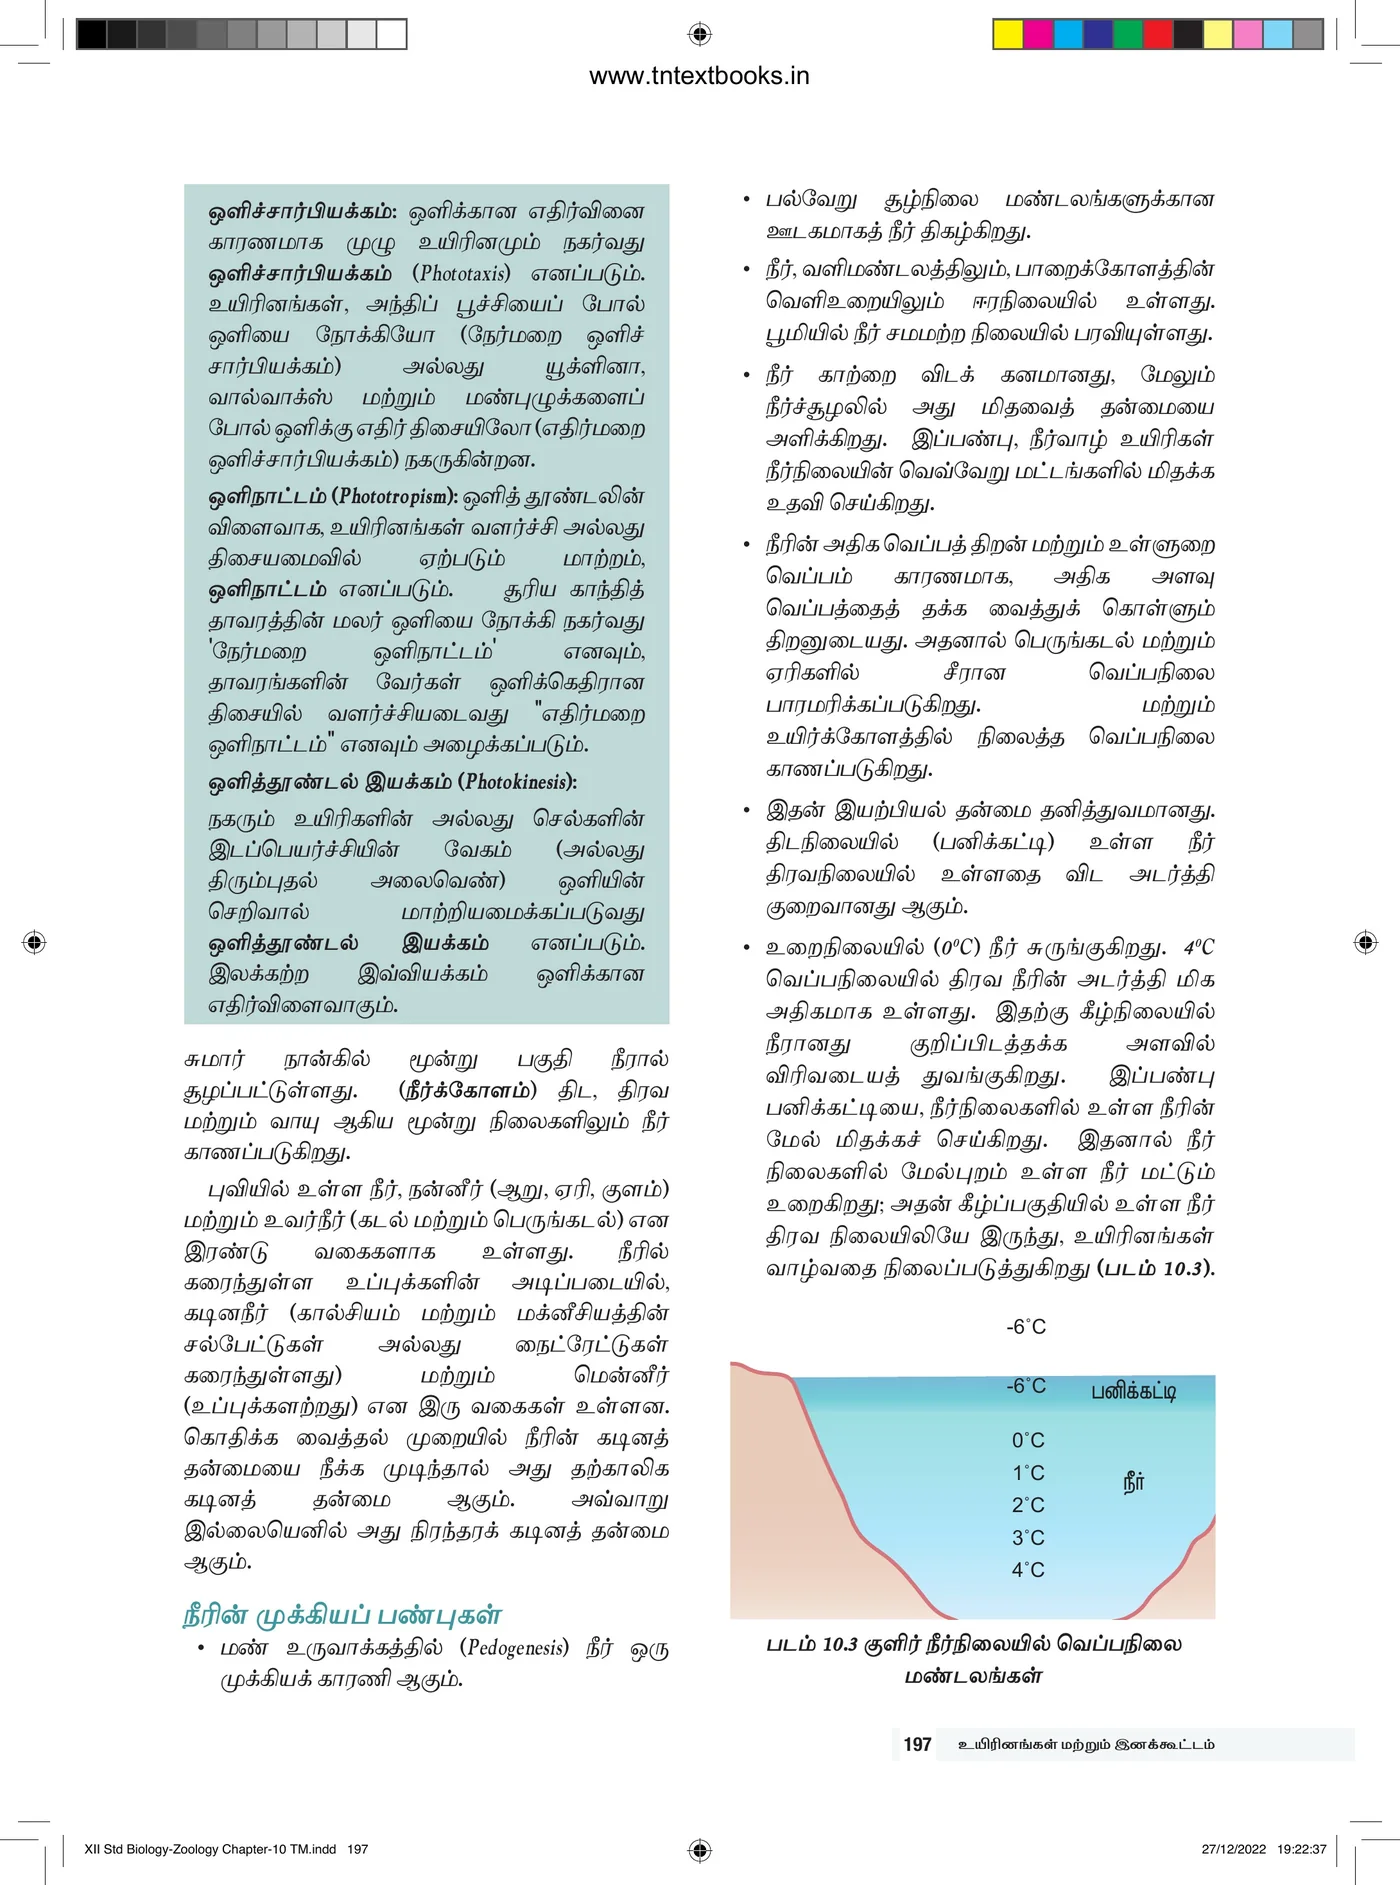 www.tntextbooks.in
ஒளிச்சார்பியக்கம்: ஒளிக்கான எதிர்வினை
காரணமாக முழு உயிரினமும் நகர்வது
ஒளிச்சார்பியக்கம் (Phototaxis) எனப்படும்.
உயிரினங்கள், அந்திப் பூச்சியைப் போல்
ஒளியை நோக்கியோ (நேர்மறை ஒளிச்
சார்பியக்கம்) அல்லது யூக்ளினா,
வால்வாக்ஸ் மற்றும் மண்புழுக்களைப்
போல் ஒளிக்கு எதிர் திசையிலோ (எதிர்மறை
ஒளிச்சார்பியக்கம்) நகருகின்றன.
ஒளிநாட்டம் (Phototropism): ஒளித் தூண்டலின்
விளைவாக, உயிரினங்கள் வளர்ச்சி அல்லது
திசையமைவில் ஏற்படும் மாற்றம்,
ஒளிநாட்டம் எனப்படும். சூரிய காந்தித்
தாவரத்தின் மலர் ஒளியை நோக்கி நகர்வது
'நேர்மறை ஒளிநாட்டம்' எனவும்,
தாவரங்களின் வேர்கள் ஒளிக்கெதிரான
திசையில் வளர்ச்சியடைவது "எதிர்மறை
ஒளிநாட்டம்" எனவும் அழைக்கப்படும்.
ஒளித்தூண்டல் இயக்கம் (Photokinesis):
நகரும் உயிரிகளின் அல்லது செல்களின்
இடப்பெயர்ச்சியின் வேகம் (அல்லது
திரும்புதல் அலைவெண்) ஒளியின்
செறிவால் மாற்றியமைக்கப்படுவது
ஒளித்தூண்டல் இயக்கம் எனப்படும்.
இலக்கற்ற இவ்வியக்கம் ஒளிக்கான
எதிர்விளைவாகும்.
சுமார் நான்கில் மூன்று பகுதி நீரால்
சூழப்பட்டுள்ளது. (நீர்க்கோளம்) திட, திரவ
மற்றும் வாயு ஆகிய மூன்று நிலைகளிலும் நீர்
காணப்படுகிறது.
புவியில் உள்ள நீர், நன்னீர் (ஆறு, ஏரி, குளம்)
மற்றும் உவர்நீர் (கடல் மற்றும் பெருங்கடல்) என
இரண்டு வகைகளாக உள்ளது. நீரில்
கரைந்துள்ள உப்புக்களின் அடிப்படையில்,
கடினநீர் (கால்சியம் மற்றும் மக்னீசியத்தின்
சல்பேட்டுகள் அல்லது நைட்ரேட்டுகள்
கரைந்துள்ளது) மற்றும் மென்னீர்
(உப்புக்களற்றது) என இரு வகைகள் உள்ளன.
கொதிக்க வைத்தல் முறையில் நீரின் கடினத்
தன்மையை நீக்க முடிந்தால் அது தற்காலிக
கடினத் தன்மை ஆகும். அவ்வாறு
இல்லையெனில் அது நிரந்தரக் கடினத் தன்மை
ஆகும்.
நீரின் முக்கியப் பண்புகள்
• மண் உருவாக்கத்தில் (Pedogenesis) நீர் ஒரு
முக்கியக் காரணி ஆகும்.
• பல்வேறு சூழ்நிலை மண்டலங்களுக்கான
ஊடகமாகத் நீர் திகழ்கிறது.
• நீர், வளிமண்டலத்திலும், பாறைக்கோளத்தின்
வெளிஉறையிலும் ஈரநிலையில் உள்ளது.
பூமியில் நீர் சமமற்ற நிலையில் பரவியுள்ளது.
• நீர் காற்றை விடக் கனமானது, மேலும்
நீர்ச்சூழலில் அது மிதவைத் தன்மையை
அளிக்கிறது. இப்பண்பு, நீர்வாழ் உயிரிகள்
நீர்நிலையின் வெவ்வேறு மட்டங்களில் மிதக்க
உதவி செய்கிறது.
• நீரின் அதிக வெப்பத் திறன் மற்றும் உள்ளுறை
வெப்பம் காரணமாக, அதிக அளவு
வெப்பத்தைத் தக்க வைத்துக் கொள்ளும்
திறனுடையது. அதனால் பெருங்கடல் மற்றும்
ஏரிகளில் சீரான வெப்பநிலை
பாரமரிக்கப்படுகிறது. மற்றும்
உயிர்க்கோளத்தில் நிலைத்த வெப்பநிலை
காணப்படுகிறது.
• இதன் இயற்பியல் தன்மை தனித்துவமானது.
திடநிலையில் (பனிக்கட்டி) உள்ள நீர்
திரவநிலையில் உள்ளதை விட அடர்த்தி
குறைவானது ஆகும்.
• உறைநிலையில் (0⁰C) நீர் சுருங்குகிறது. 4⁰C
வெப்பநிலையில் திரவ நீரின் அடர்த்தி மிக
அதிகமாக உள்ளது. இதற்கு கீழ்நிலையில்
நீரானது குறிப்பிடத்தக்க அளவில்
விரிவடையத் துவங்குகிறது. இப்பண்பு
பனிக்கட்டியை, நீர்நிலைகளில் உள்ள நீரின்
மேல் மிதக்கச் செய்கிறது. இதனால் நீர்
நிலைகளில் மேல்புறம் உள்ள நீர் மட்டும்
உறைகிறது; அதன் கீழ்ப்பகுதியில் உள்ள நீர்
திரவ நிலையிலியே இருந்து, உயிரினங்கள்
வாழ்வதை நிலைப்படுத்துகிறது (படம் 10.3).
-6˚C
-6˚C பனிக்கட்டி
0˚C
1˚C
நீர்
2˚C
3˚C
4˚C
படம் 10.3 குளிர் நீர்நிலையில் வெப்பநிலை
மண்டலங்கள்
197 உயிரினங்கள் மற்றும் இனக்கூட்டம்
XII Std Biology-Zoology Chapter-10 TM.indd 197
27/12/2022 19:22:37